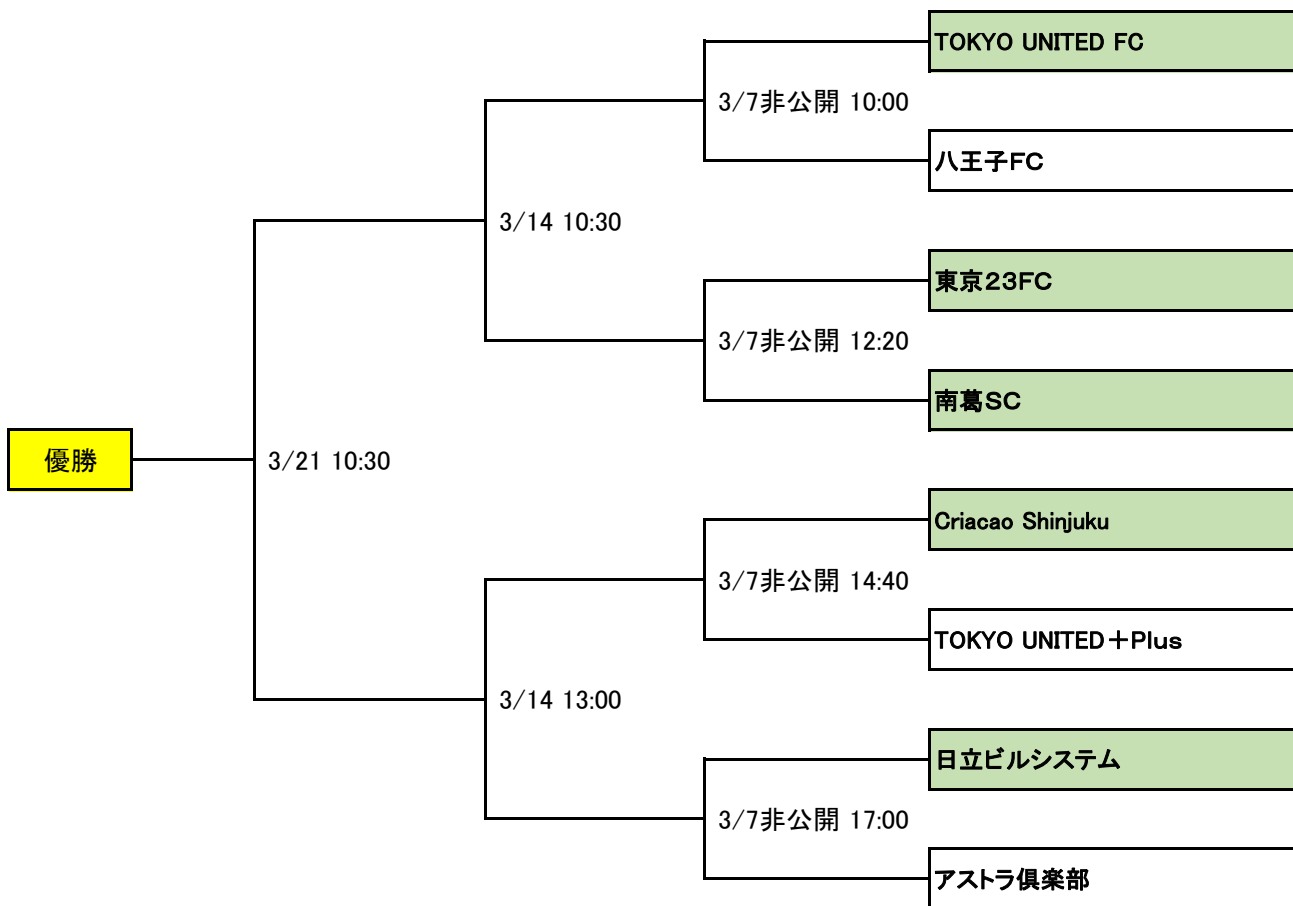 TOKYO UNITED FC
3/7非公開 10:00
八王子FC
3/14 10:30
東京23FC
3/7非公開 12:20
南葛SC
優勝
3/21 10:30
Criacao Shinjuku
3/7非公開 14:40
TOKYO UNITED＋Plus
3/14 13:00
日立ビルシステム
3/7非公開 17:00
アストラ倶楽部